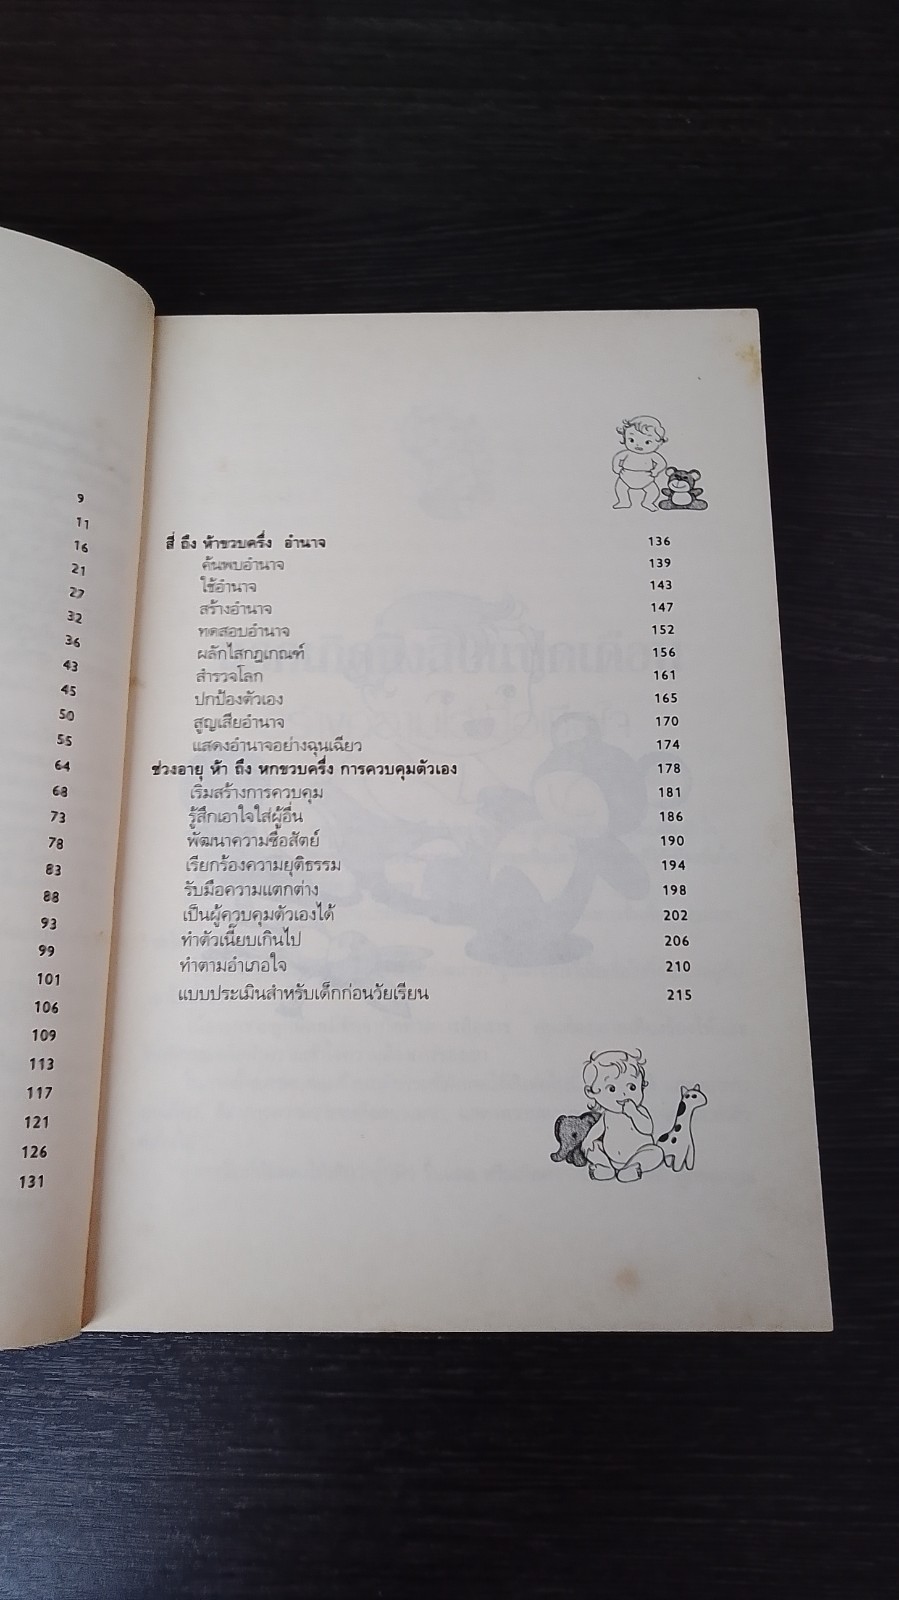 9
11
16
21
27
32
36
43
45
50
55
64
68
73
78
83
88
93
99
101
106
109
113
117
121
126
131
สี่ ถึง ห้าขวบครึ่ง อำนาจ 136
ค้นพบอำนาจ 139
ใช้อำนาจ 143
สร้างอำนาจ 147
ทดสอบอำนาจ 152
ผลักไสกฎเกณฑ์ 156
สำรวจโลก 161
ปกป้องตัวเอง 165
สูญเสียอำนาจ 170
แสดงอำนาจอย่างฉุนเฉียว 174
ช่วงอายุ ห้า ถึง หกขวบครึ่ง การควบคุมตัวเอง 178
เริ่มสร้างการควบคุม 181
รู้สึกเอาใจใส่ผู้อื่น 186
พัฒนาความซื่อสัตย์ 190
เรียกร้องความยุติธรรม 194
รับมือความแตกต่าง 198
เป็นผู้ควบคุมตัวเองได้ 202
ทำตัวเนี๊ยบเกินไป 206
ทำตามอำเภอใจ 210
แบบประเมินสำหรับเด็กก่อนวัยเรียน 215